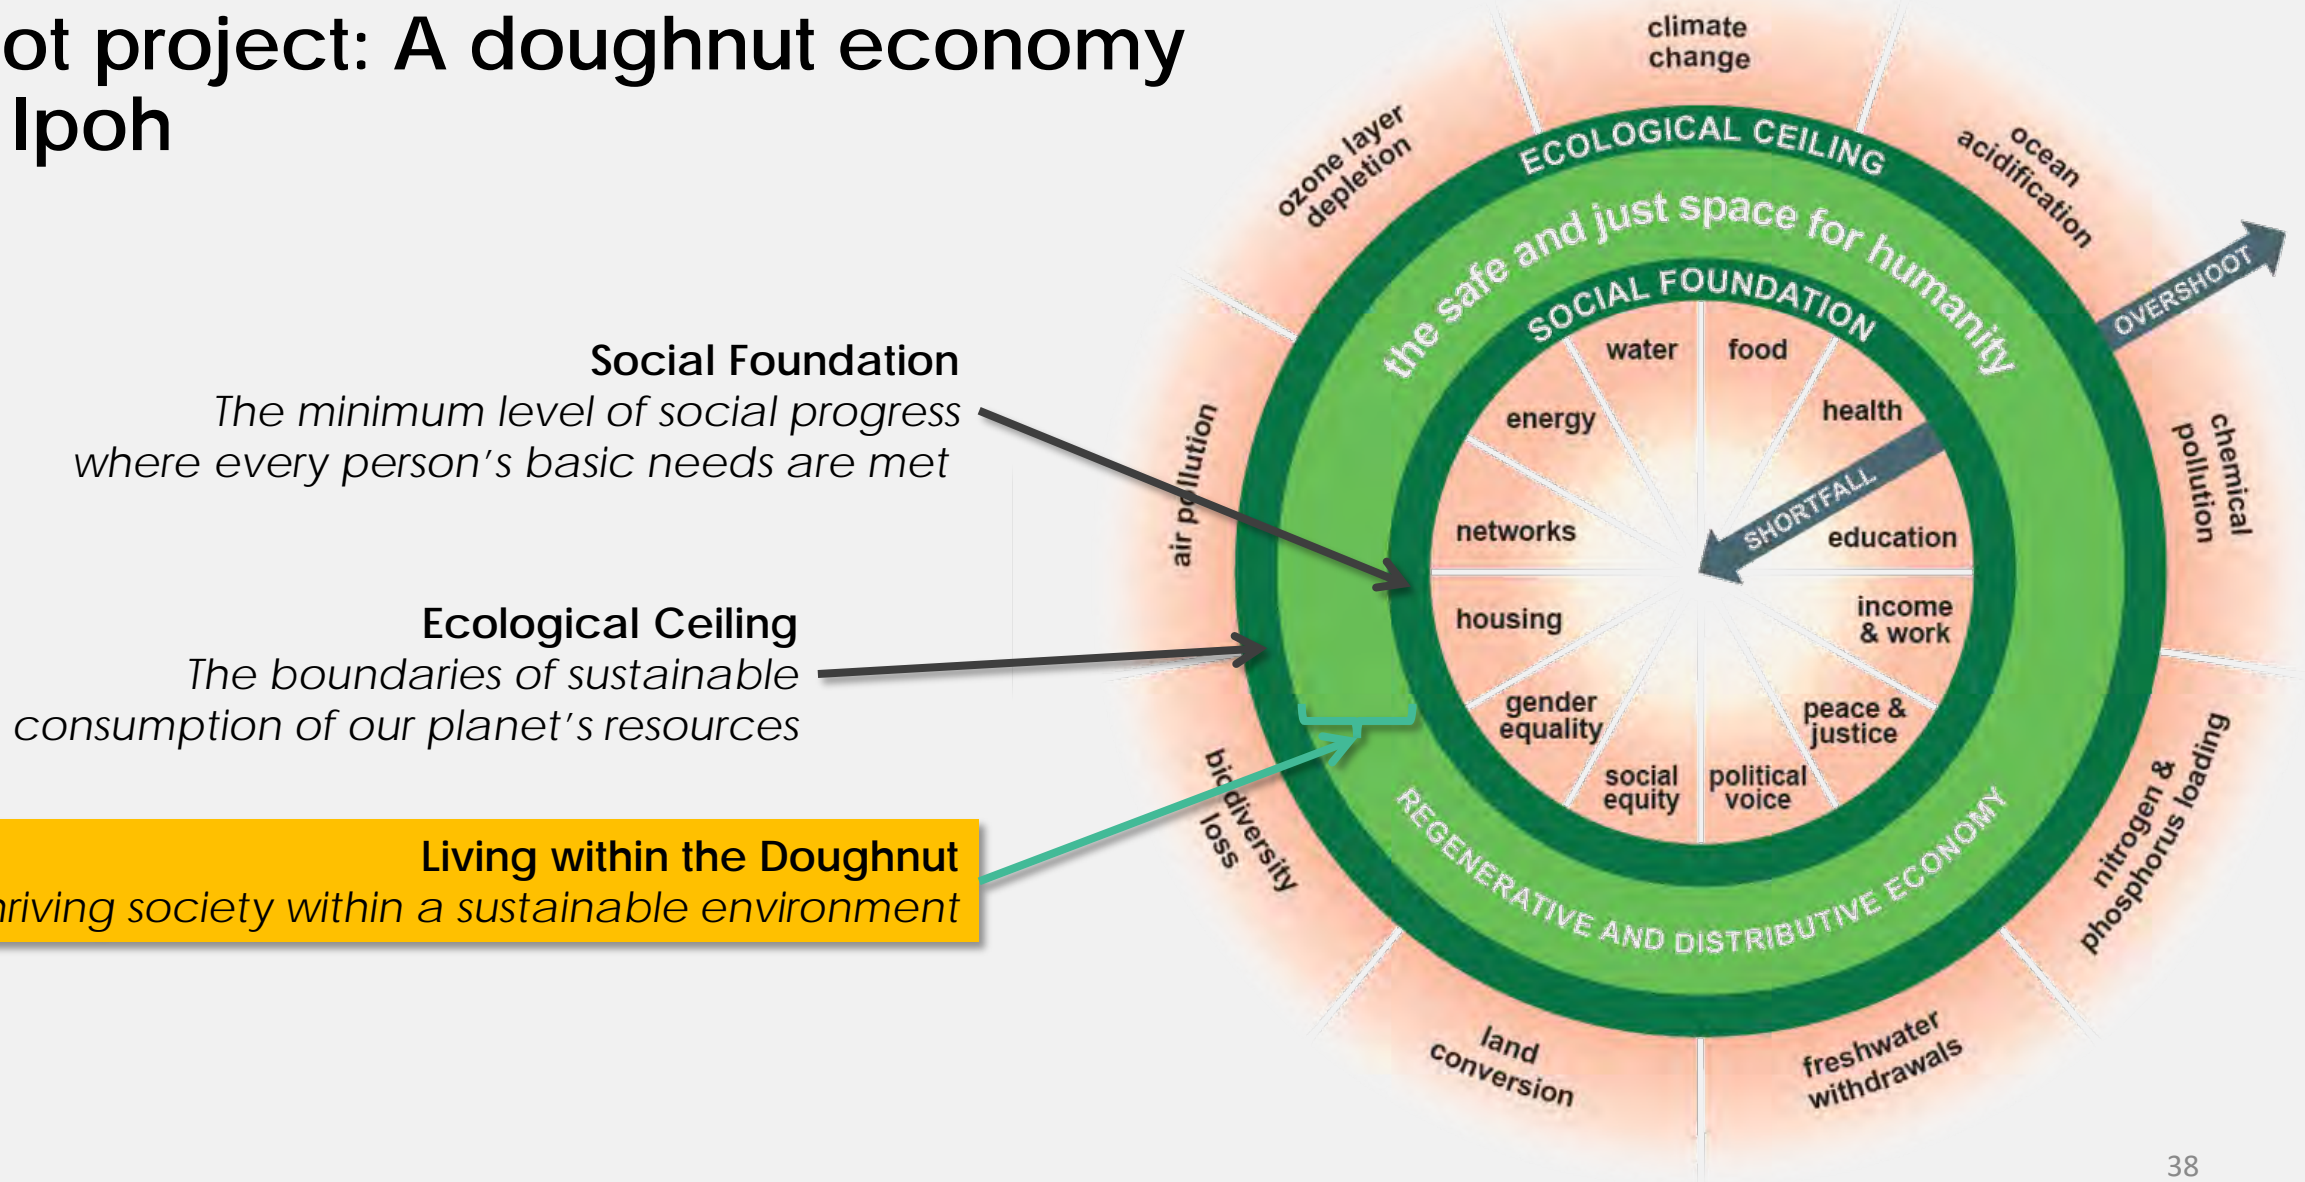 ot project: A doughnut economy
Ipoh
Social Foundation
The minimum level of social progress
where every person's basic needs are met
Ecological Ceiling
The boundaries of sustainable
consumption of our planet's resources
Living within the Doughnut
hriving society within a sustainable environment
climate
change
ocean
acidification
chemical
pollution
nitrogen &
phosphorus loading
freshwater
withdrawals
land
conversion
biodiversity
loss
air pollution
ozone layer
depletion
ECOLOGICAL CEILING
the safe and just space for humanity
SOCIAL FOUNDATION
OVERSHOOT
SHORTFALL
water
food
health
education
income
& work
peace &
justice
political
voice
social
equity
gender
equality
housing
networks
energy
REGENERATIVE AND DISTRIBUTIVE ECONOMY
38